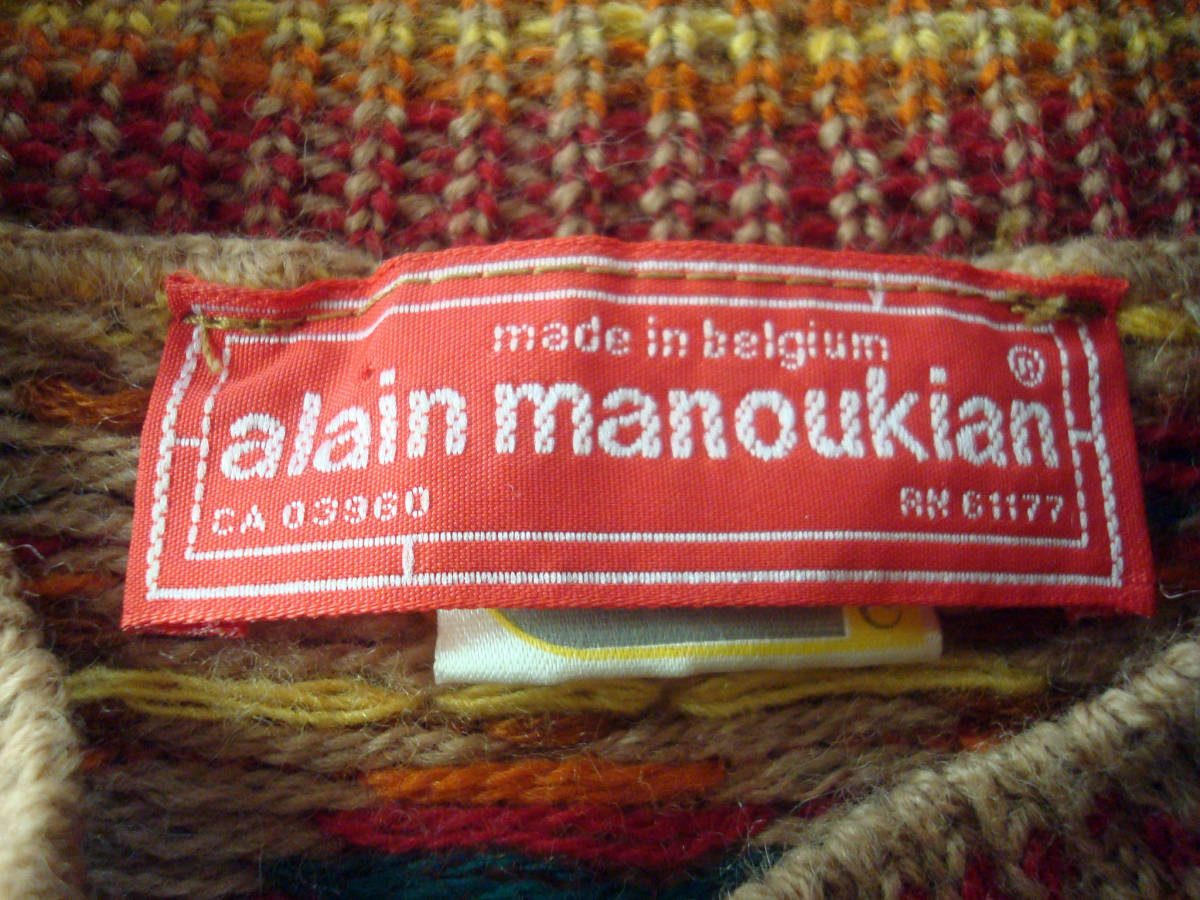 made in belgium
alain manoukian ®
CA 03960 RN 61177